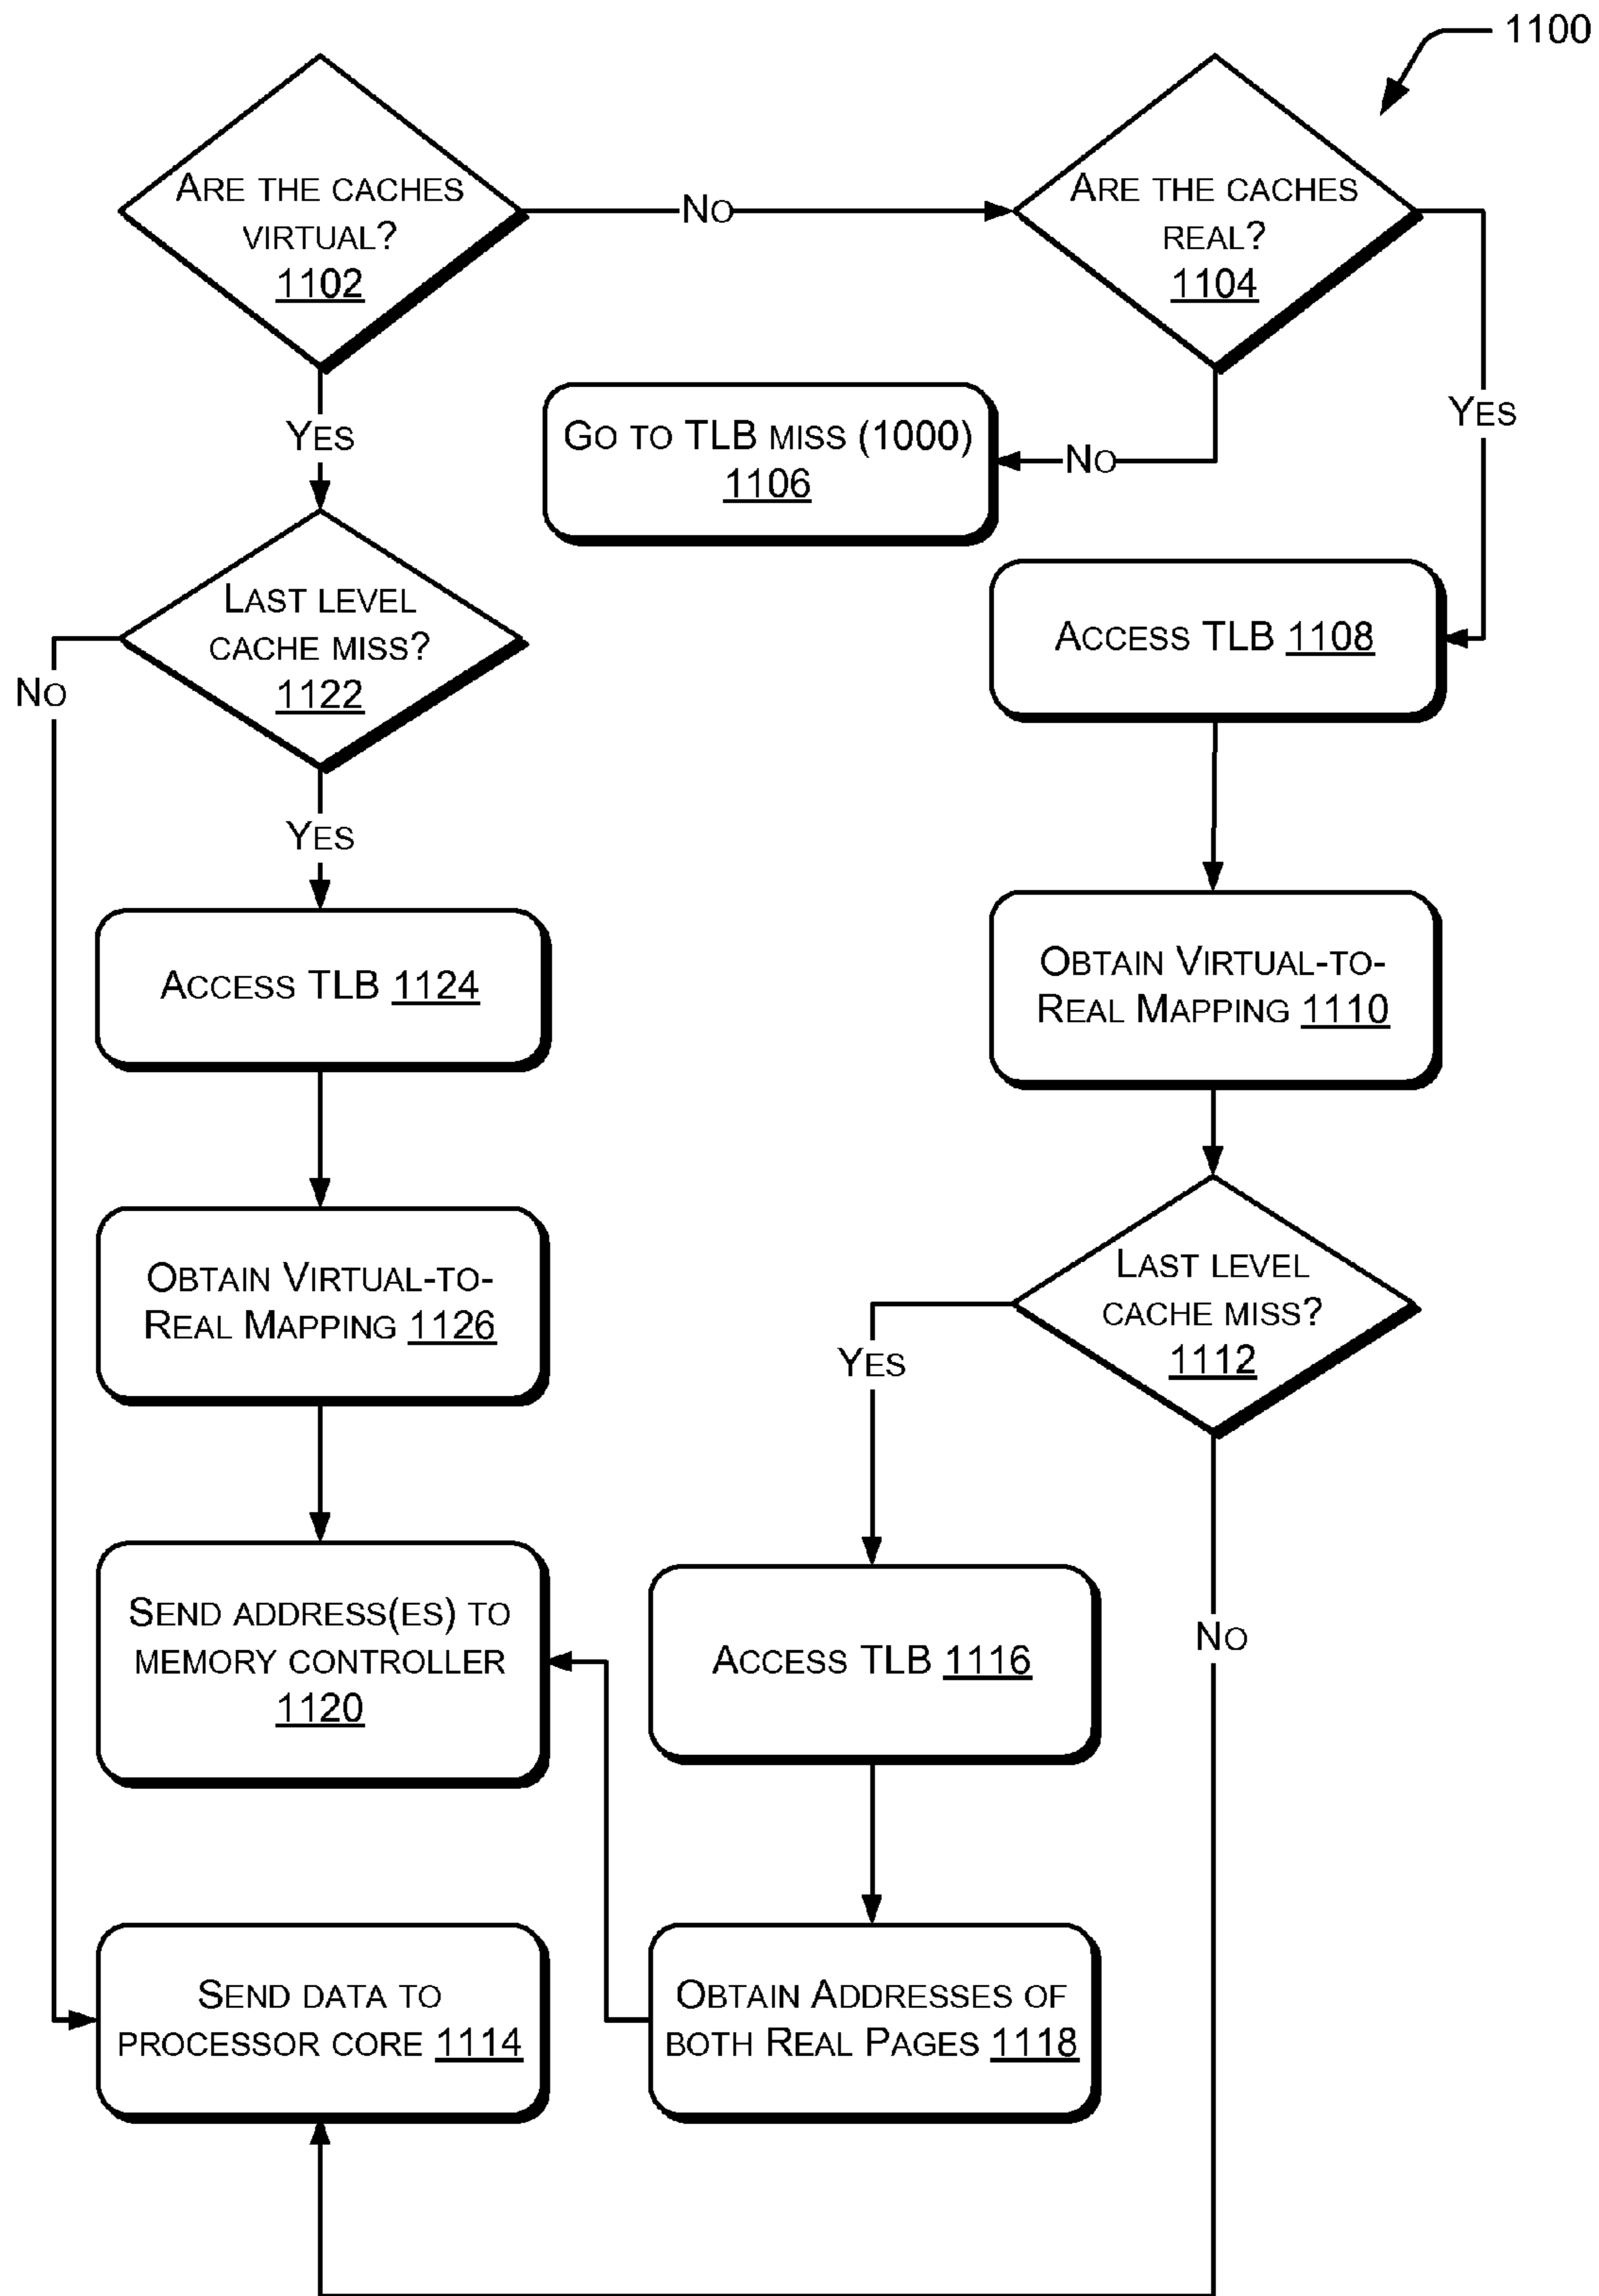 1100
ARE THE CACHES
VIRTUAL?
1102
NO
ARE THE CACHES
REAL?
1104
YES
NO
GO TO TLB MISS (1000)
1106
YES
LAST LEVEL
CACHE MISS?
1122
NO
ACCESS TLB 1108
YES
ACCESS TLB 1124
OBTAIN VIRTUAL-TO-
REAL MAPPING 1110
OBTAIN VIRTUAL-TO-
REAL MAPPING 1126
LAST LEVEL
CACHE MISS?
1112
YES
NO
SEND ADDRESS(ES) TO
MEMORY CONTROLLER
1120
ACCESS TLB 1116
SEND DATA TO
PROCESSOR CORE 1114
OBTAIN ADDRESSES OF
BOTH REAL PAGES 1118